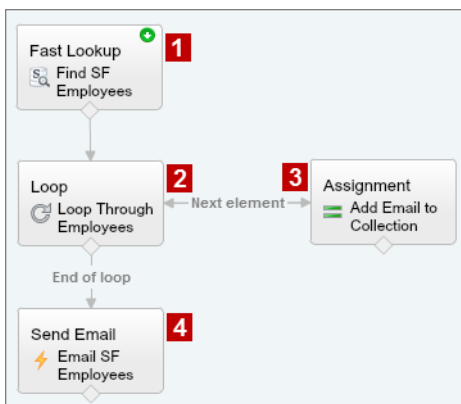 Fast Lookup
Find SF
Employees
1
Loop
Loop Through
Employees
2
Next element
3
Assignment
Add Email to
Collection
End of loop
Send Email
Email SF
Employees
4